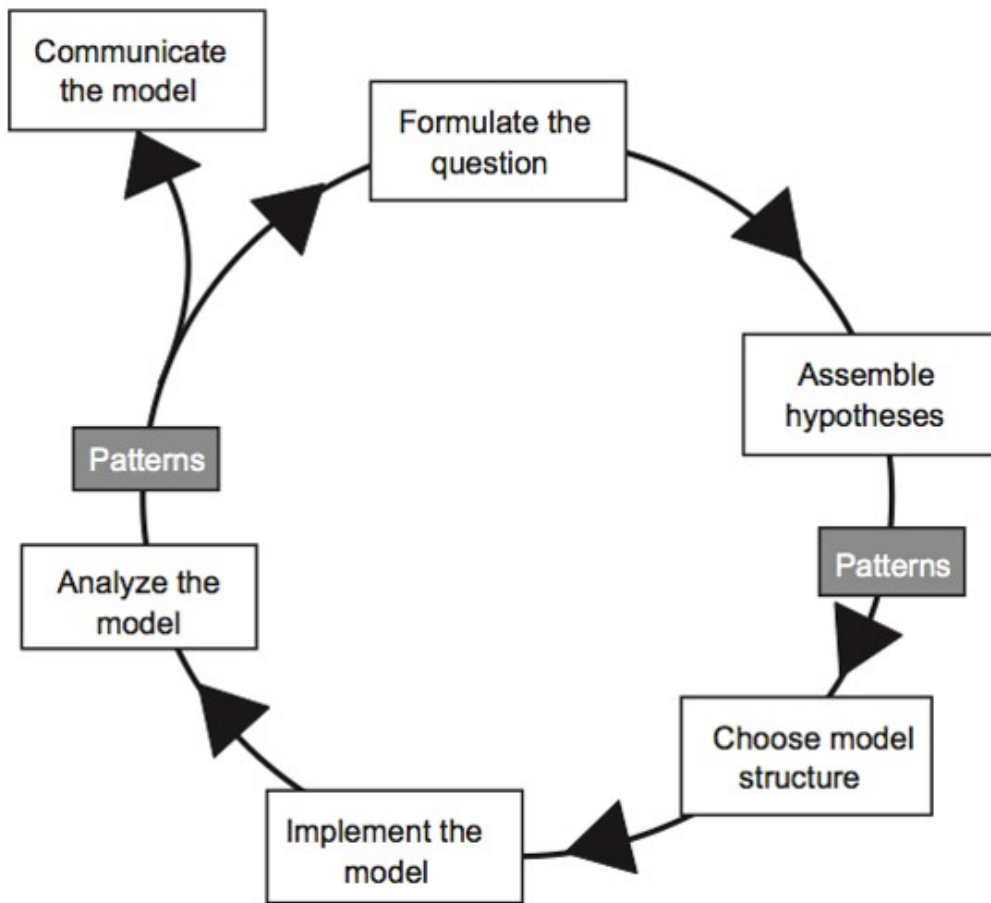 Communicate
the model
Formulate the
question
Assemble
hypotheses
Patterns
Choose model
structure
Implement the
model
Analyze the
model
Patterns